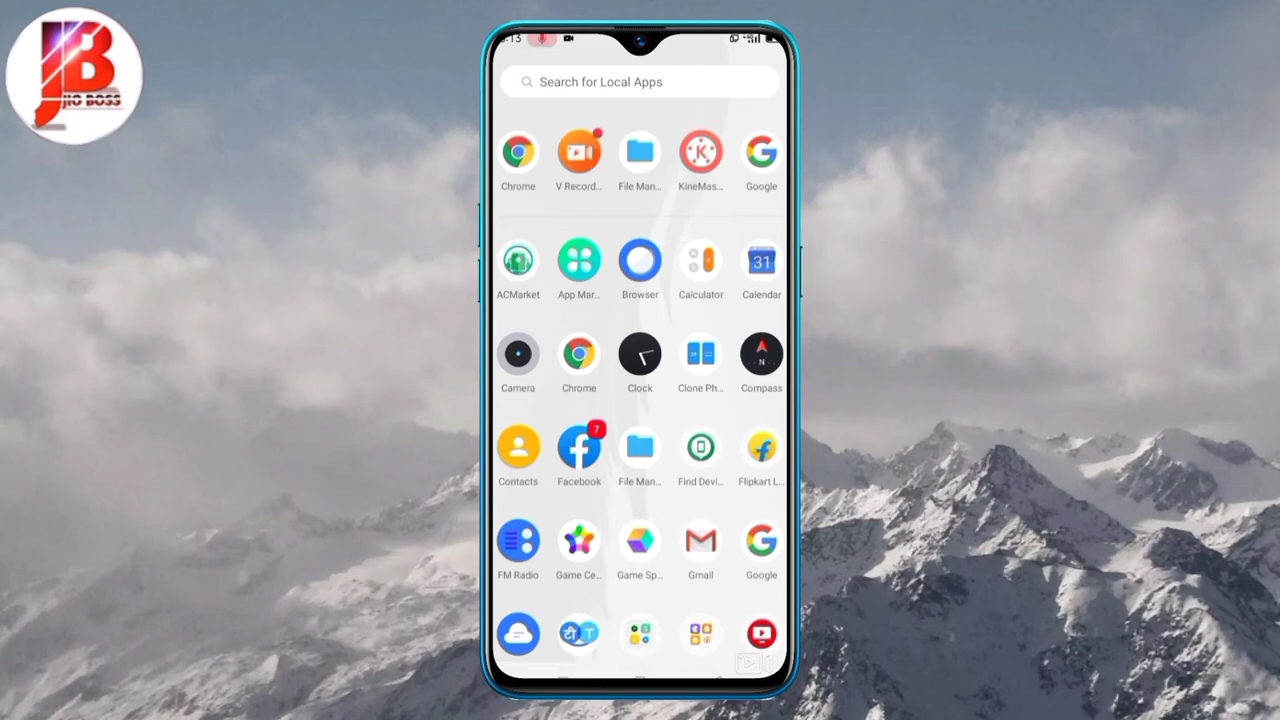 JB
JIO BOSS
:13
Search for Local Apps
Chrome V Record... File Man... KineMas... Google
ACMarket App Mar... Browser Calculator Calendar
31
Camera Chrome Clock Clone Ph... Compass
N
7
Contacts Facebook File Man... Find Devi... Flipkart L...
FM Radio Game Ce... Game Sp... Gmail Google
टी T